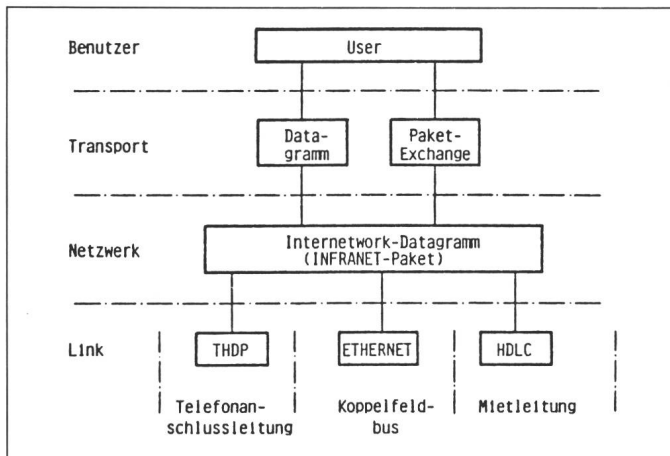 Benutzer
User
Transport
Data-
gramm
Paket-
Exchange
Netzwerk
Internetwork-Datagramm
(INFRANET-Paket)
Link
THDP
ETHERNET
HDLC
Telefonan-
schlussleitung
Koppelfeld-
bus
Mietleitung